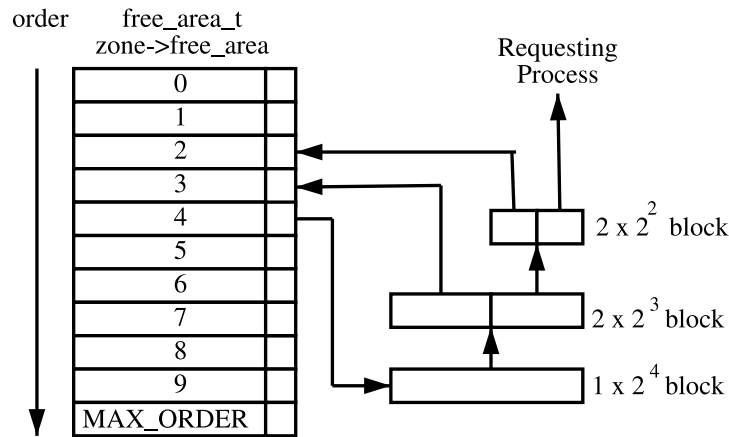 order
free_area_t
zone->free_area
0
1
2
3
4
5
6
7
8
9
MAX_ORDER
Requesting
Process
2 x 2^2 block
2 x 2^3 block
1 x 2^4 block